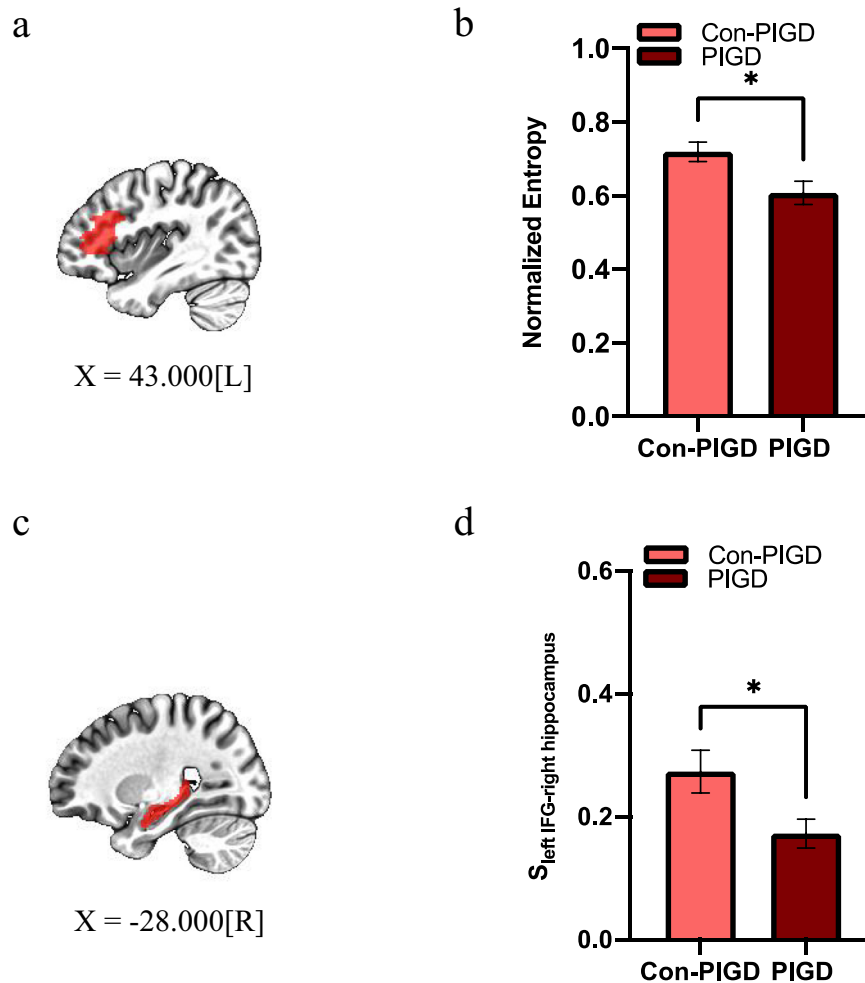 a
X = 43.000[L]
b
Con-PIGD
PIGD
*
Normalized Entropy
1.0
0.8
0.6
0.4
0.2
0.0
Con-PIGD PIGD
c
X = -28.000[R]
d
Con-PIGD
PIGD
*
Sleft IFG-right hippocampus
0.6
0.4
0.2
0.0
Con-PIGD PIGD